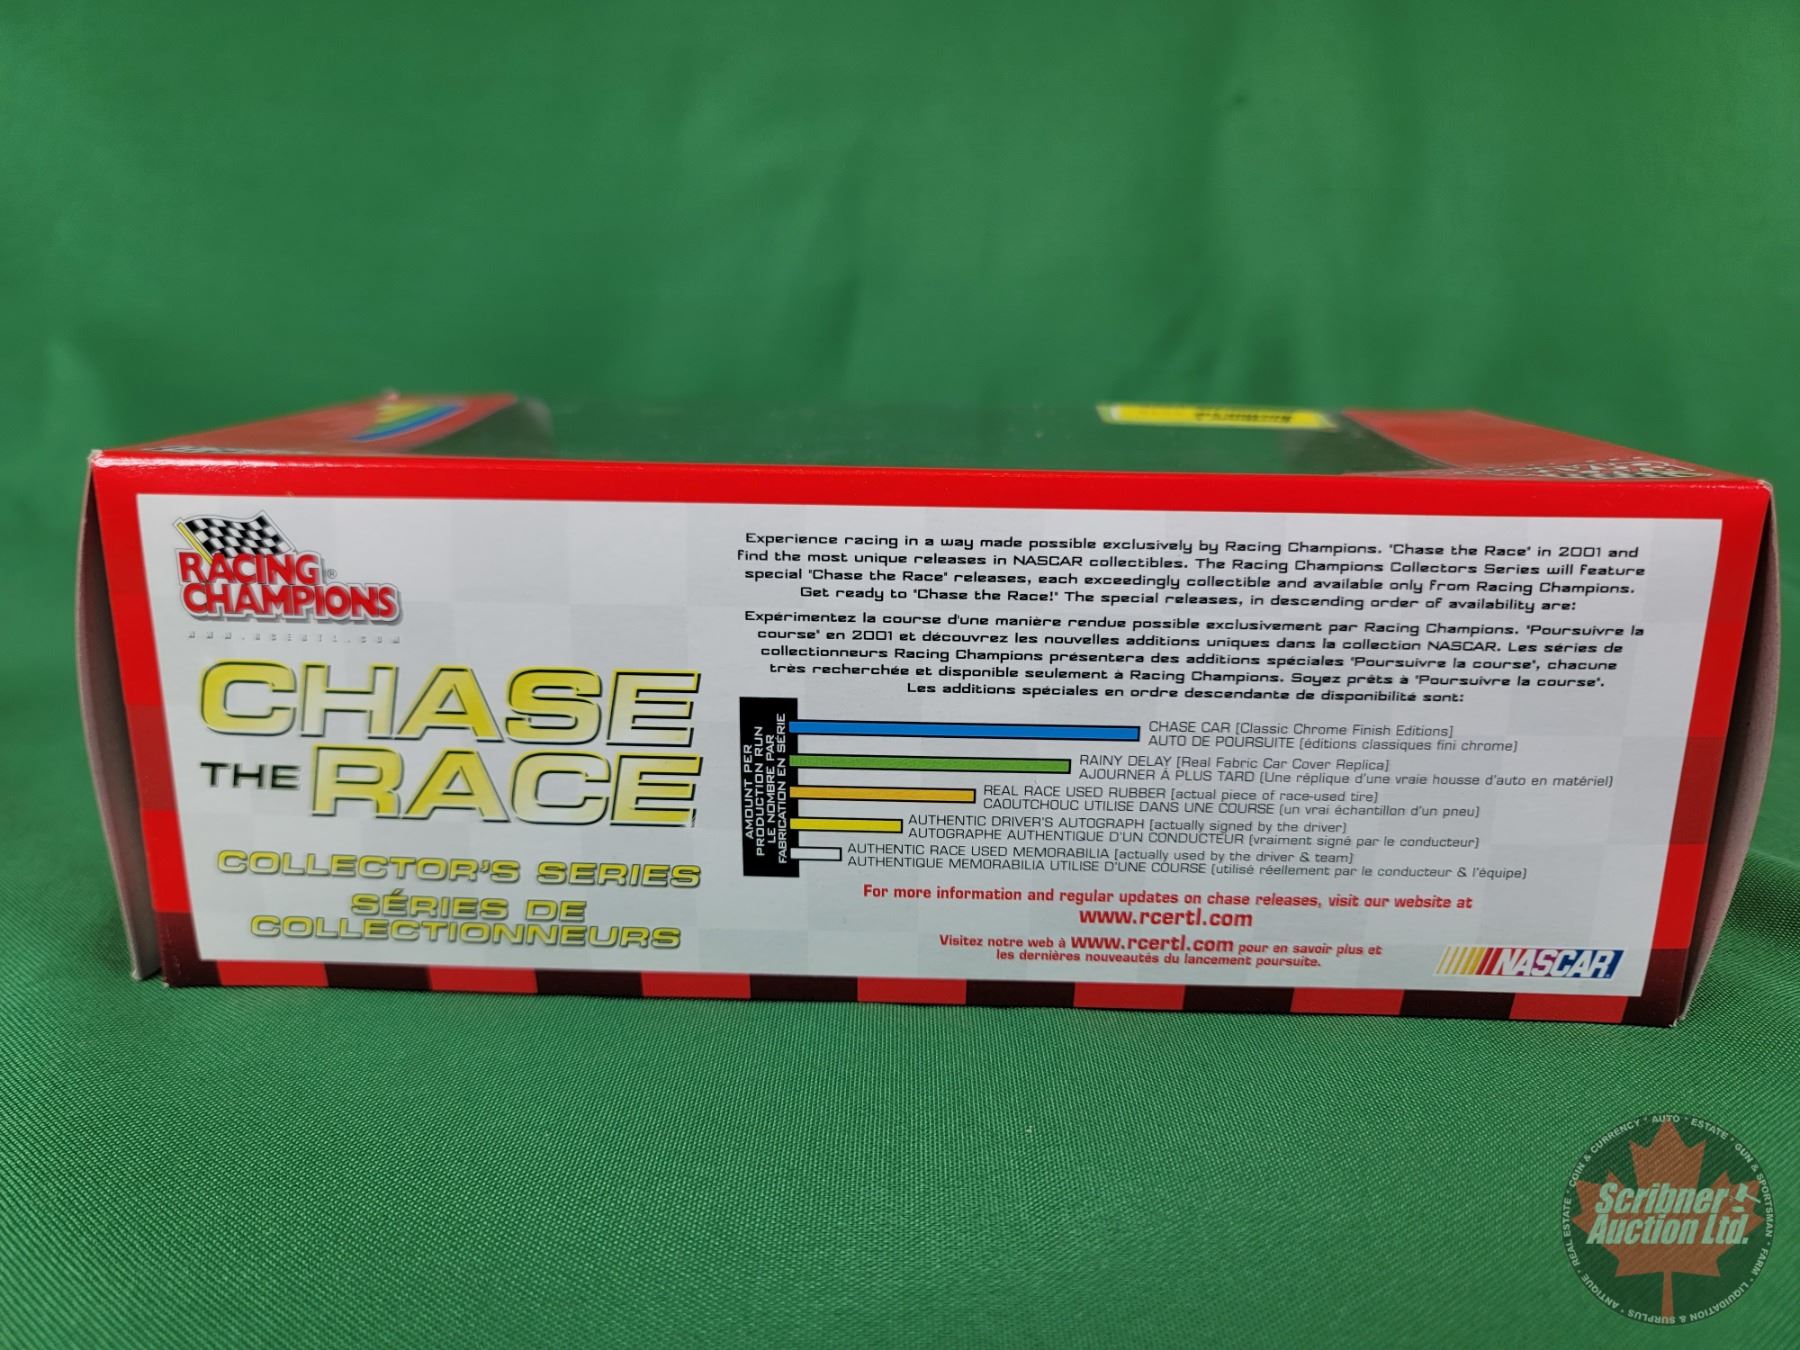 RACING
CHAMPIONS®
WWW.RCERTL.COM
CHASE
THE RACE
COLLECTOR'S SERIES
SÉRIES DE
COLLECTIONNEURS
Experience racing in a way made possible exclusively by Racing Champions. "Chase the Race" in 2001 and
find the most unique releases in NASCAR collectibles. The Racing Champions Collectors Series will feature
special "Chase the Race" releases, each exceedingly collectible and available only from Racing Champions.
Get ready to "Chase the Race!" The special releases, in descending order of availability are:
Expérimentez la course d'une manière rendue possible exclusivement par Racing Champions. "Poursuivre la
course" en 2001 et découvrez les nouvelles additions uniques dans la collection NASCAR. Les séries de
collectionneurs Racing Champions présentera des additions spéciales "Poursuivre la course", chacune
très recherchée et disponible seulement à Racing Champions. Soyez prêts à "Poursuivre la course".
Les additions spéciales en ordre descendante de disponibilité sont:
AMOUNT PER
PRODUCTION RUN
LE NOMBRE PAR
FABRICATION EN SÉRIE
CHASE CAR [Classic Chrome Finish Editions]
AUTO DE POURSUITE (éditions classiques fini chrome)
RAINY DELAY [Real Fabric Car Cover Replica]
AJOURNER À PLUS TARD (Une réplique d'une vraie housse d'auto en matériel)
REAL RACE USED RUBBER [actual piece of race-used tire]
CAOUTCHOUC UTILISE DANS UNE COURSE (un vrai échantillon d'un pneu)
AUTHENTIC DRIVER'S AUTOGRAPH [actually signed by the driver]
AUTOGRAPHE AUTHENTIQUE D'UN CONDUCTEUR (vraiment signé par le conducteur)
AUTHENTIC RACE USED MEMORABILIA [actually used by the driver & team]
AUTHENTIQUE MEMORABILIA UTILISE D'UNE COURSE (utilisé réellement par le conducteur & l'équipe)
For more information and regular updates on chase releases, visit our website at
www.rcertl.com
Visitez notre web à www.rcertl.com pour en savoir plus et
les dernières nouveautés du lancement poursuite.
NASCAR
COIN & CURRENCY · AUTO · ESTATE · GUN & SPORTSMAN · FARM · LIQUIDATION & SURPLUS · ANTIQUE · REAL ESTATE ·
Scribner
Auction Ltd.